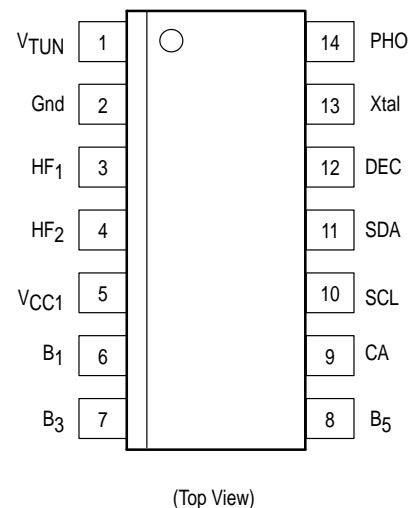 VTUN 1 14 PHO
Gnd 2 13 Xtal
HF1 3 12 DEC
HF2 4 11 SDA
VCC1 5 10 SCL
B1 6 9 CA
B3 7 8 B5
(Top View)